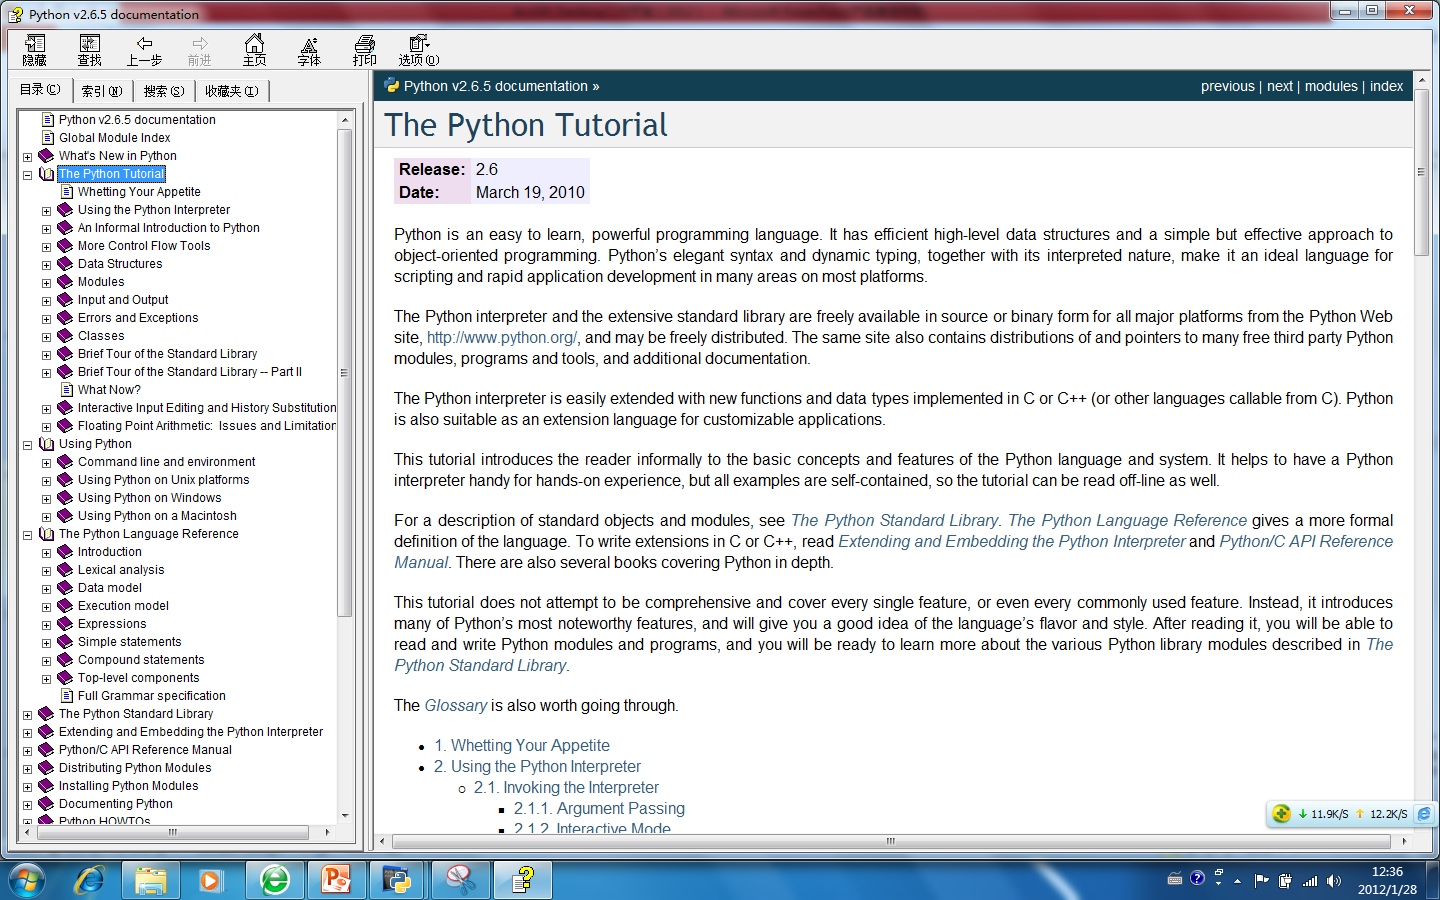 Python v2.6.5 documentation
隐藏 查找 上一步 前进 主页 字体 打印 选项(O)
目录(C) 索引(N) 搜索(S) 收藏夹(I)
Python v2.6.5 documentation
Global Module Index
What's New in Python
The Python Tutorial
Whetting Your Appetite
Using the Python Interpreter
An Informal Introduction to Python
More Control Flow Tools
Data Structures
Modules
Input and Output
Errors and Exceptions
Classes
Brief Tour of the Standard Library
Brief Tour of the Standard Library -- Part II
What Now?
Interactive Input Editing and History Substitution
Floating Point Arithmetic: Issues and Limitation
Using Python
Command line and environment
Using Python on Unix platforms
Using Python on Windows
Using Python on a Macintosh
The Python Language Reference
Introduction
Lexical analysis
Data model
Execution model
Expressions
Simple statements
Compound statements
Top-level components
Full Grammar specification
The Python Standard Library
Extending and Embedding the Python Interpreter
Python/C API Reference Manual
Distributing Python Modules
Installing Python Modules
Documenting Python
Python HOWTOs
Python v2.6.5 documentation »
previous | next | modules | index
The Python Tutorial
Release: 2.6
Date: March 19, 2010
Python is an easy to learn, powerful programming language. It has efficient high-level data structures and a simple but effective approach to
object-oriented programming. Python’s elegant syntax and dynamic typing, together with its interpreted nature, make it an ideal language for
scripting and rapid application development in many areas on most platforms.
The Python interpreter and the extensive standard library are freely available in source or binary form for all major platforms from the Python Web
site, http://www.python.org/, and may be freely distributed. The same site also contains distributions of and pointers to many free third party Python
modules, programs and tools, and additional documentation.
The Python interpreter is easily extended with new functions and data types implemented in C or C++ (or other languages callable from C). Python
is also suitable as an extension language for customizable applications.
This tutorial introduces the reader informally to the basic concepts and features of the Python language and system. It helps to have a Python
interpreter handy for hands-on experience, but all examples are self-contained, so the tutorial can be read off-line as well.
For a description of standard objects and modules, see The Python Standard Library. The Python Language Reference gives a more formal
definition of the language. To write extensions in C or C++, read Extending and Embedding the Python Interpreter and Python/C API Reference
Manual. There are also several books covering Python in depth.
This tutorial does not attempt to be comprehensive and cover every single feature, or even every commonly used feature. Instead, it introduces
many of Python’s most noteworthy features, and will give you a good idea of the language’s flavor and style. After reading it, you will be able to
read and write Python modules and programs, and you will be ready to learn more about the various Python library modules described in The
Python Standard Library.
The Glossary is also worth going through.
1. Whetting Your Appetite
2. Using the Python Interpreter
2.1. Invoking the Interpreter
2.1.1. Argument Passing
2.1.2. Interactive Mode
11.9K/S 12.2K/S
12:36
2012/1/28